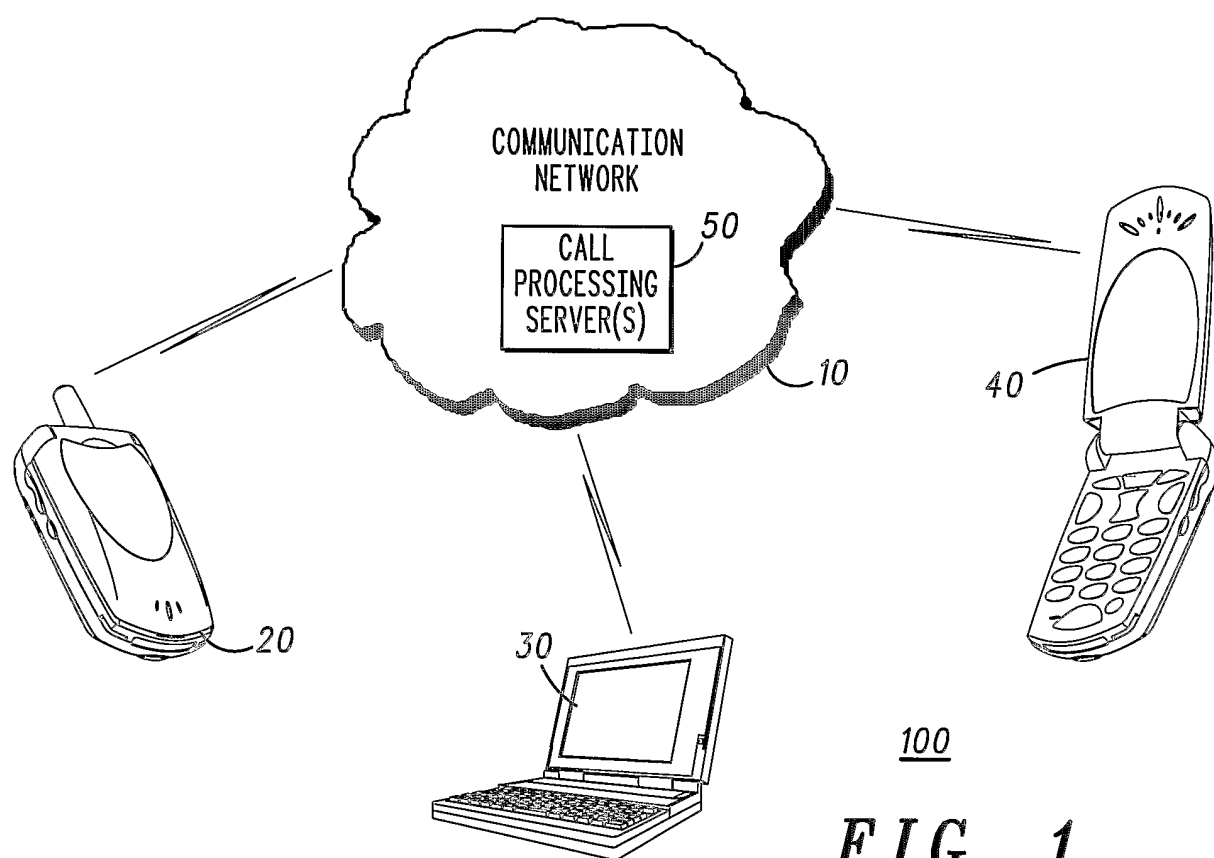 COMMUNICATION
NETWORK
50
CALL
PROCESSING
SERVER(S)
10
40
20
30
100
FIG. 1